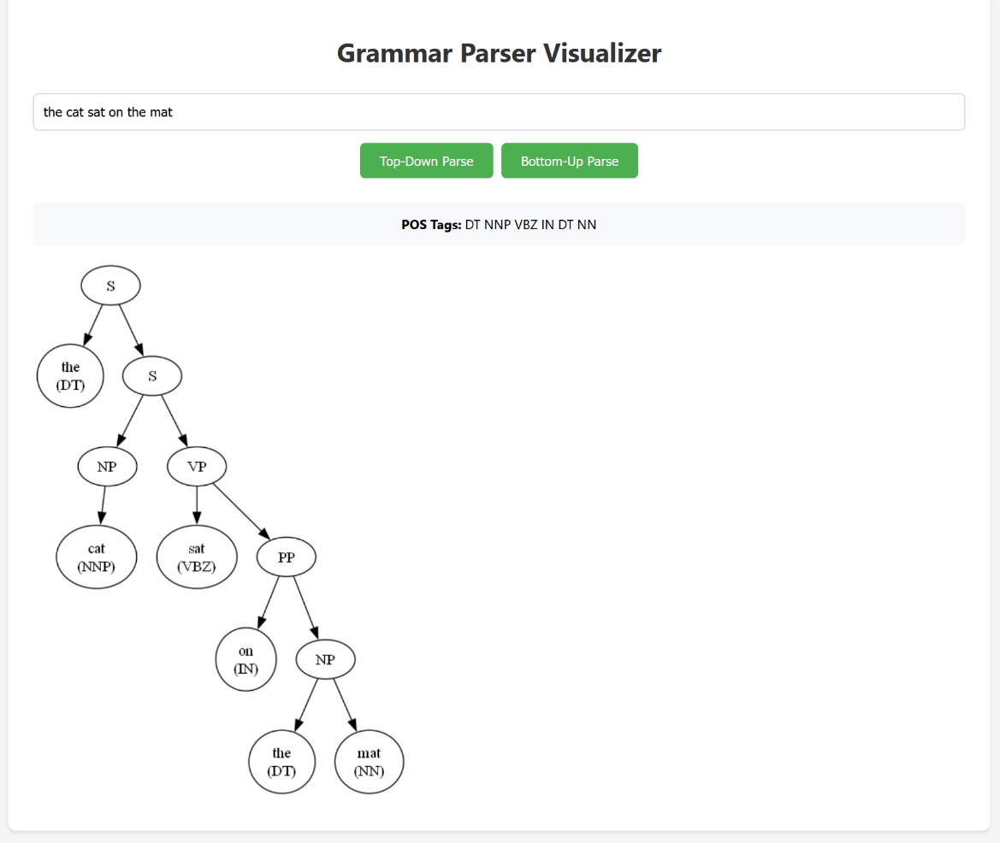 Grammar Parser Visualizer
the cat sat on the mat
Top-Down Parse
Bottom-Up Parse
POS Tags: DT NNP VBZ IN DT NN
S
the
(DT)
S
NP
VP
cat
(NNP)
sat
(VBZ)
PP
on
(IN)
NP
the
(DT)
mat
(NN)